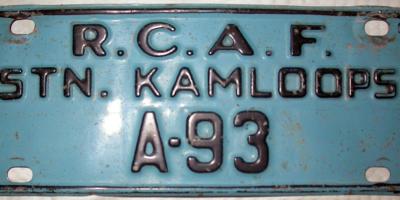 R.C.A.F.
STN. KAMLOOPS
A-93